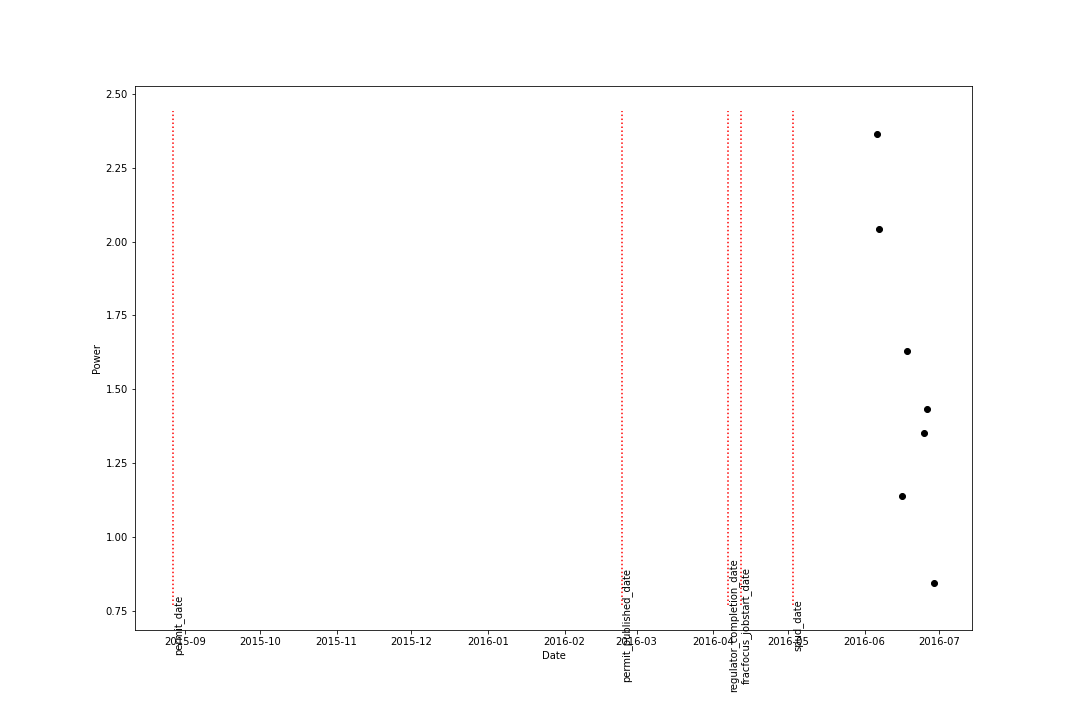 2.50
2.25
2.00
1.75
1.50
1.25
1.00
0.75
Power
permit_date
permit_published_date
regulator_completion_date
fracfocus_jobstart_date
spud_date
2015-09 2015-10 2015-11 2015-12 2016-01 2016-02 2016-03 2016-04 2016-05 2016-06 2016-07
Date